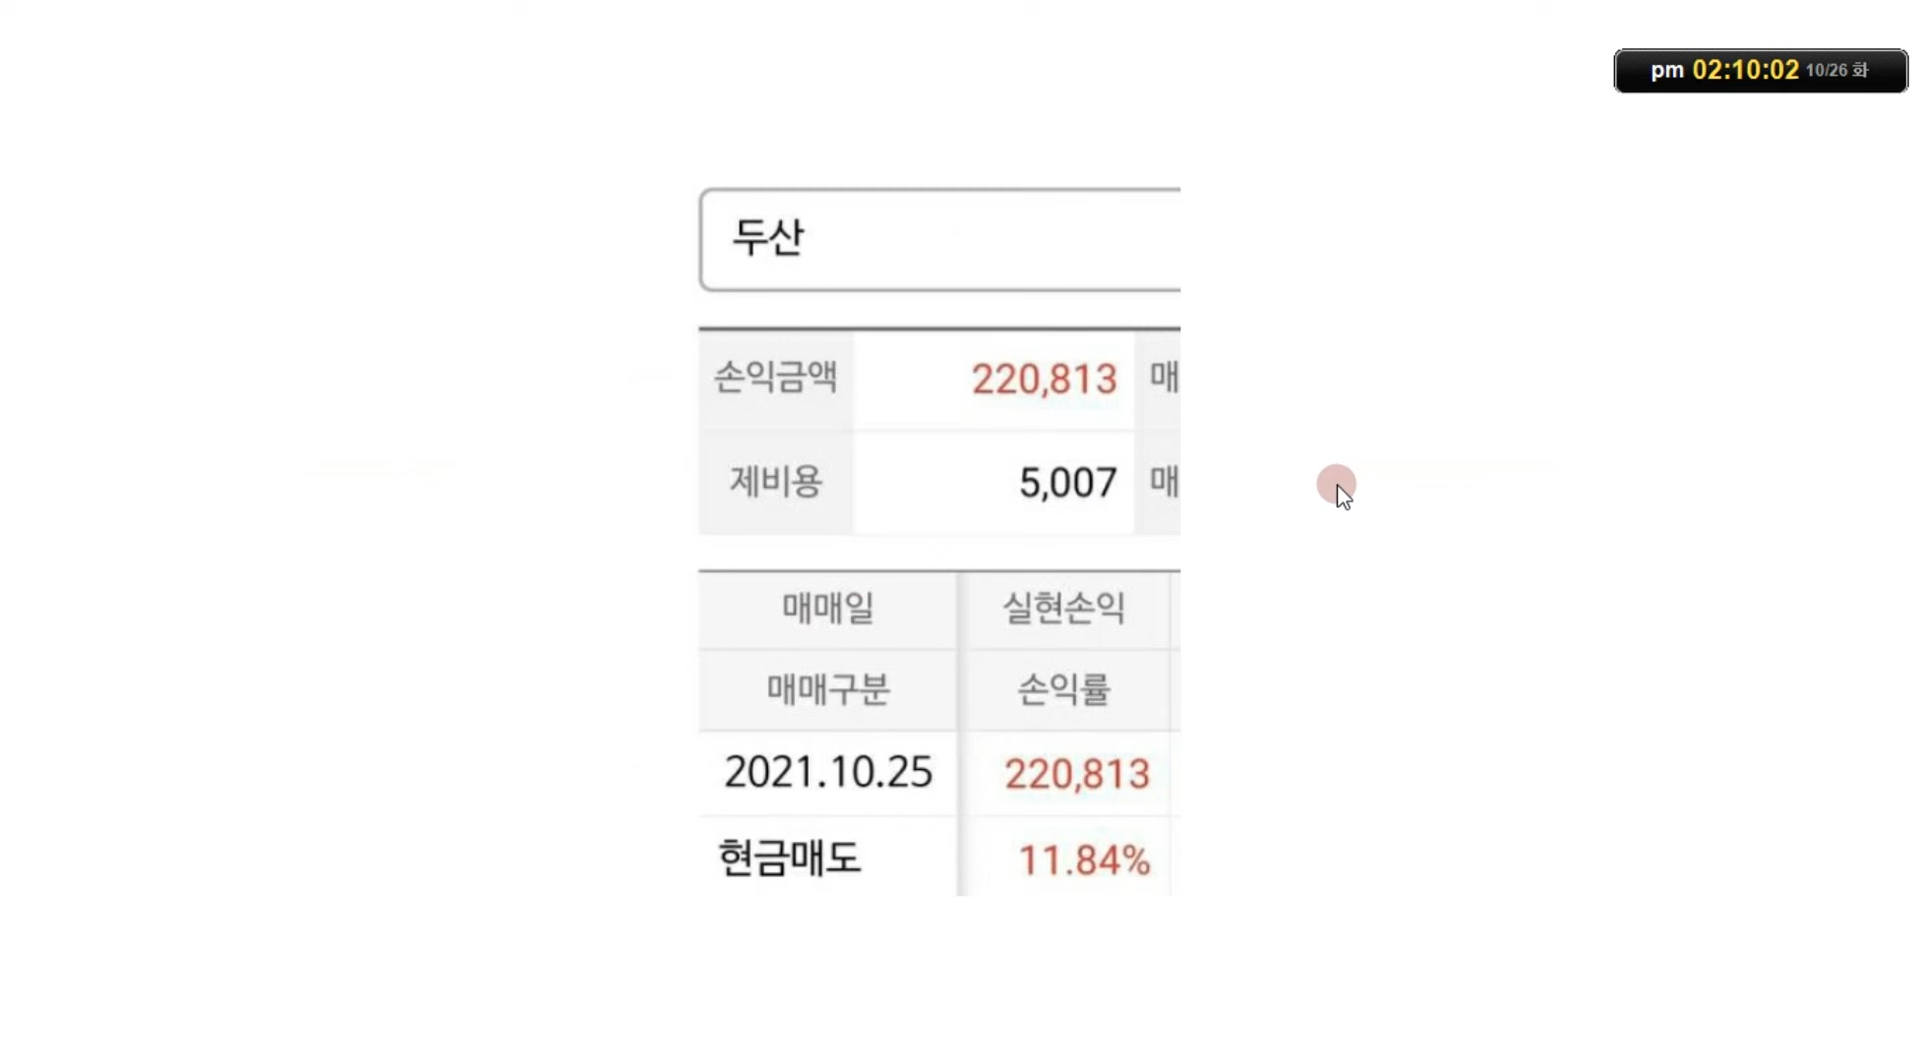 pm 02:10:02 10/26 화
두산
손익금액 220,813 매
제비용 5,007 매
매매일 실현손익
매매구분 손익률
2021.10.25 220,813
현금매도 11.84%